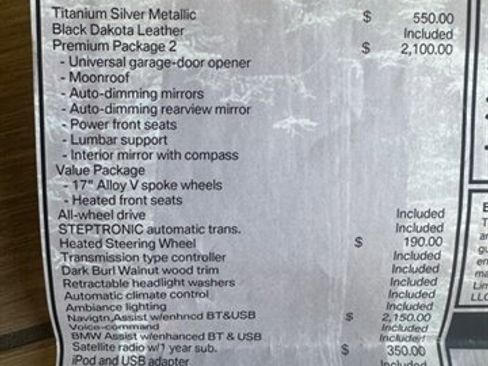 Titanium Silver Metallic $ 550.00
Black Dakota Leather Included
Premium Package 2 $ 2,100.00
- Universal garage-door opener
- Moonroof
- Auto-dimming mirrors
- Auto-dimming rearview mirror
- Power front seats
- Lumbar support
- Interior mirror with compass
Value Package
- 17" Alloy V spoke wheels
- Heated front seats
All-wheel drive Included
STEPTRONIC automatic trans. Included
Heated Steering Wheel $ 190.00
Transmission type controller Included
Dark Burl Walnut wood trim Included
Retractable headlight washers Included
Automatic climate control Included
Ambiance lighting Included
Navigtn,Assist w/enhncd BT&USB $ 2,150.00
Voice-command Included
BMW Assist w/enhanced BT & USB Included
Satellite radio w/1 year sub. $ 350.00
iPod and USB adapter Included